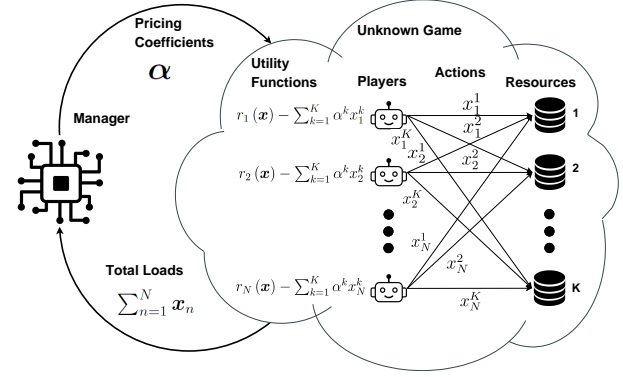 Pricing
Coefficients
α
Manager
Total Loads
∑_{n=1}^{N} x_n
Unknown Game
Utility
Functions
Players
Actions
Resources
r_1 (x) − ∑_{k=1}^{K} α^k x_1^k
r_2 (x) − ∑_{k=1}^{K} α^k x_2^k
r_N (x) − ∑_{k=1}^{K} α^k x_N^k
x_1^1
x_1^2
x_1^K
x_2^1
x_2^2
x_2^K
x_N^1
x_N^2
x_N^K
1
2
K